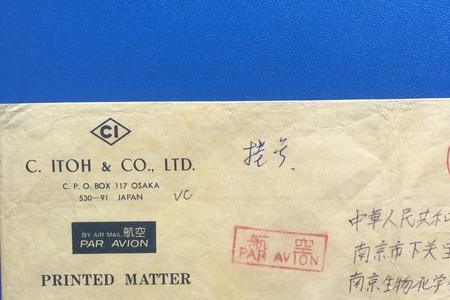 CI
C. ITOH & CO., LTD.
C. P. O. BOX 117 OSAKA
530-91 JAPAN
VC
BY AIR MAIL 航空
PAR AVION
PRINTED MATTER
挂号
航空
PAR AVION
中華人民共和
南京市下关
南京生物化学